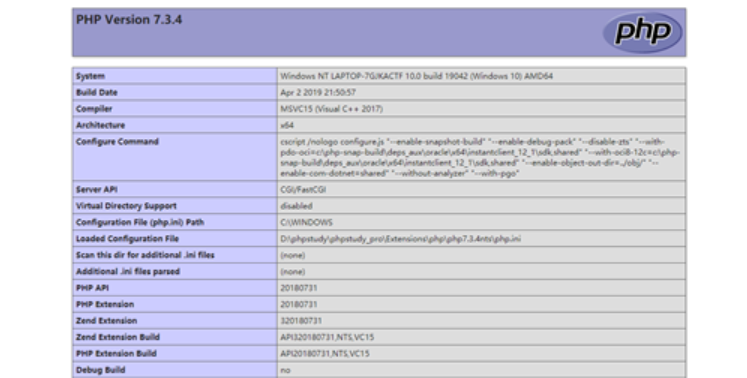 PHP Version 7.3.4
php
System Windows NT LAPTOP-7GJKACTF 10.0 build 19042 (Windows 10) AMD64
Build Date Apr 2 2019 21:50:57
Compiler MSVC15 (Visual C++ 2017)
Architecture x64
Configure Command cscript /nologo configure.js "--enable-snapshot-build" "--enable-debug-pack" "--disable-zts" "--with-
pdo-oci=c:\php-snap-build\deps_aux\oracle\x64\instantclient_12_1\sdk,shared" "--with-oci8-12c=c:\php-
snap-build\deps_aux\oracle\x64\instantclient_12_1\sdk,shared" "--enable-object-out-dir=../obj/" "--
enable-com-dotnet=shared" "--without-analyzer" "--with-pgo"
Server API CGI/FastCGI
Virtual Directory Support disabled
Configuration File (php.ini) Path C:\WINDOWS
Loaded Configuration File D:\phpstudy\phpstudy_pro\Extensions\php\php7.3.4nts\php.ini
Scan this dir for additional .ini files (none)
Additional .ini files parsed (none)
PHP API 20180731
PHP Extension 20180731
Zend Extension 320180731
Zend Extension Build API320180731,NTS,VC15
PHP Extension Build API20180731,NTS,VC15
Debug Build no